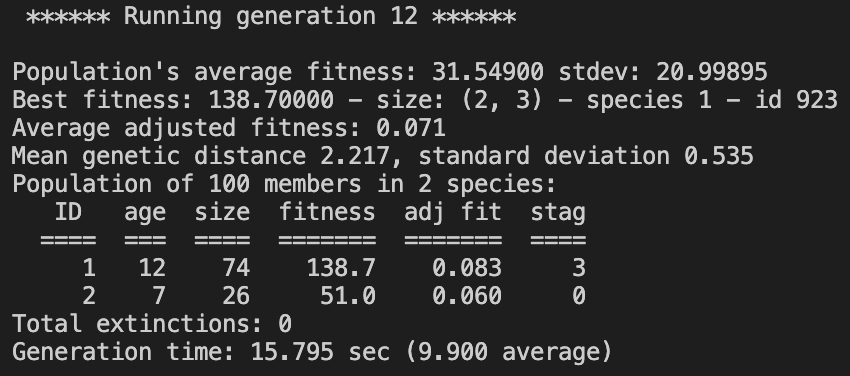 ****** Running generation 12 ******
Population's average fitness: 31.54900 stdev: 20.99895
Best fitness: 138.70000 - size: (2, 3) - species 1 - id 923
Average adjusted fitness: 0.071
Mean genetic distance 2.217, standard deviation 0.535
Population of 100 members in 2 species:
ID age size fitness adj fit stag
==== === ==== ======= ======= ====
1 12 74 138.7 0.083 3
2 7 26 51.0 0.060 0
Total extinctions: 0
Generation time: 15.795 sec (9.900 average)